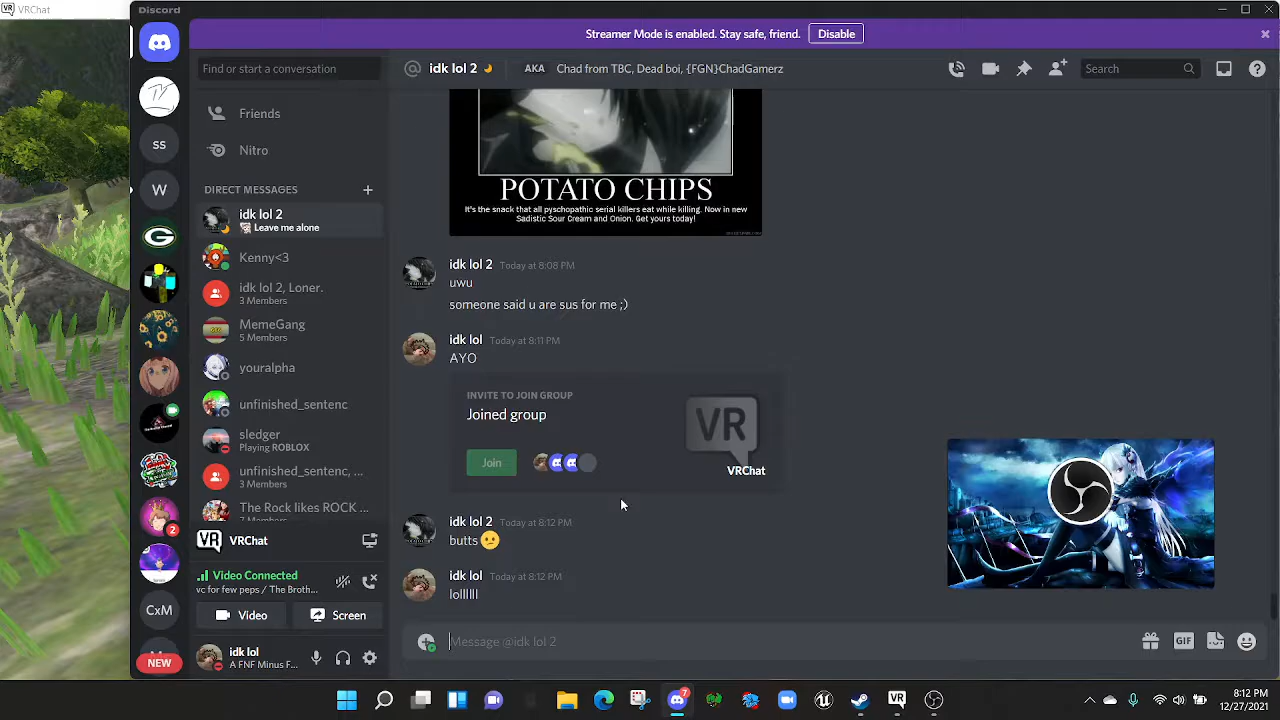 VRChat
Discord
Streamer Mode is enabled. Stay safe, friend.
Disable
Find or start a conversation
idk lol 2
AKA
Chad from TBC, Dead boi, {FGN}ChadGamerz
Search
Friends
Nitro
DIRECT MESSAGES
idk lol 2
Leave me alone
Kenny<3
idk lol 2, Loner.
3 Members
MemeGang
5 Members
youralpha
unfinished_sentenc
sledger
Playing ROBLOX
unfinished_sentenc, ...
3 Members
The Rock likes ROCK ...
VRChat
Video Connected
vc for few peps / The Broth...
Video
Screen
idk lol
A FNF Minus F...
SS
W
2
CxM
NEW
POTATO CHIPS
It's the snack that all pyschopathic serial killers eat while killing. Now in new
Sadistic Sour Cream and Onion. Get yours today!
idk lol 2 Today at 8:08 PM
uwu
someone said u are sus for me ;)
idk lol Today at 8:11 PM
AYO
INVITE TO JOIN GROUP
Joined group
Join
VR
VRChat
idk lol 2 Today at 8:12 PM
butts
idk lol Today at 8:12 PM
lollllll
Message @idk lol 2
GIF
7
8:12 PM
12/27/2021